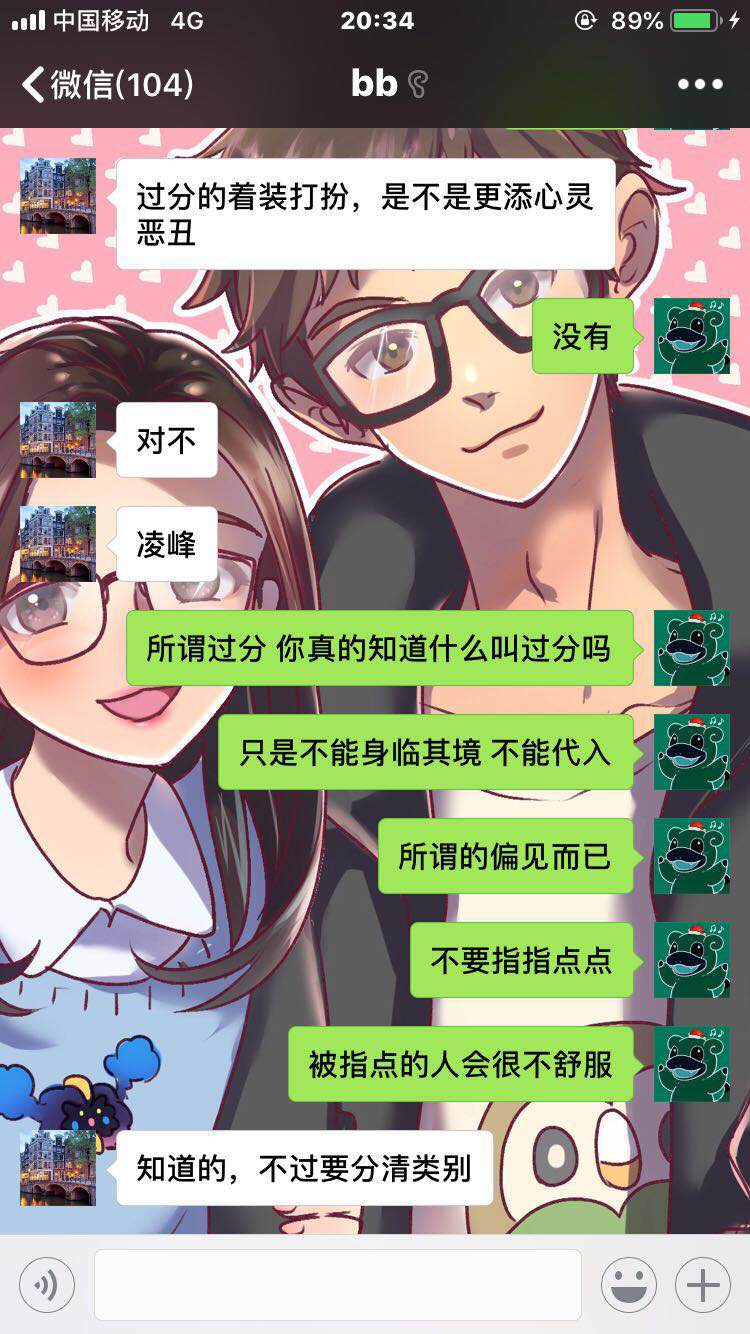 中国移动 4G 20:34 89%
微信(104) bb
过分的着装打扮，是不是更添心灵
恶丑
没有
对不
凌峰
所谓过分 你真的知道什么叫过分吗
只是不能身临其境 不能代入
所谓的偏见而已
不要指指点点
被指点的人会很不舒服
知道的，不过要分清类别